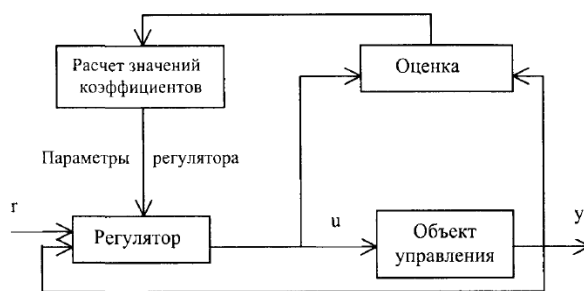 Расчет значений
коэффициентов
Оценка
Параметры регулятора
r
Регулятор
u
Объект
управления
y